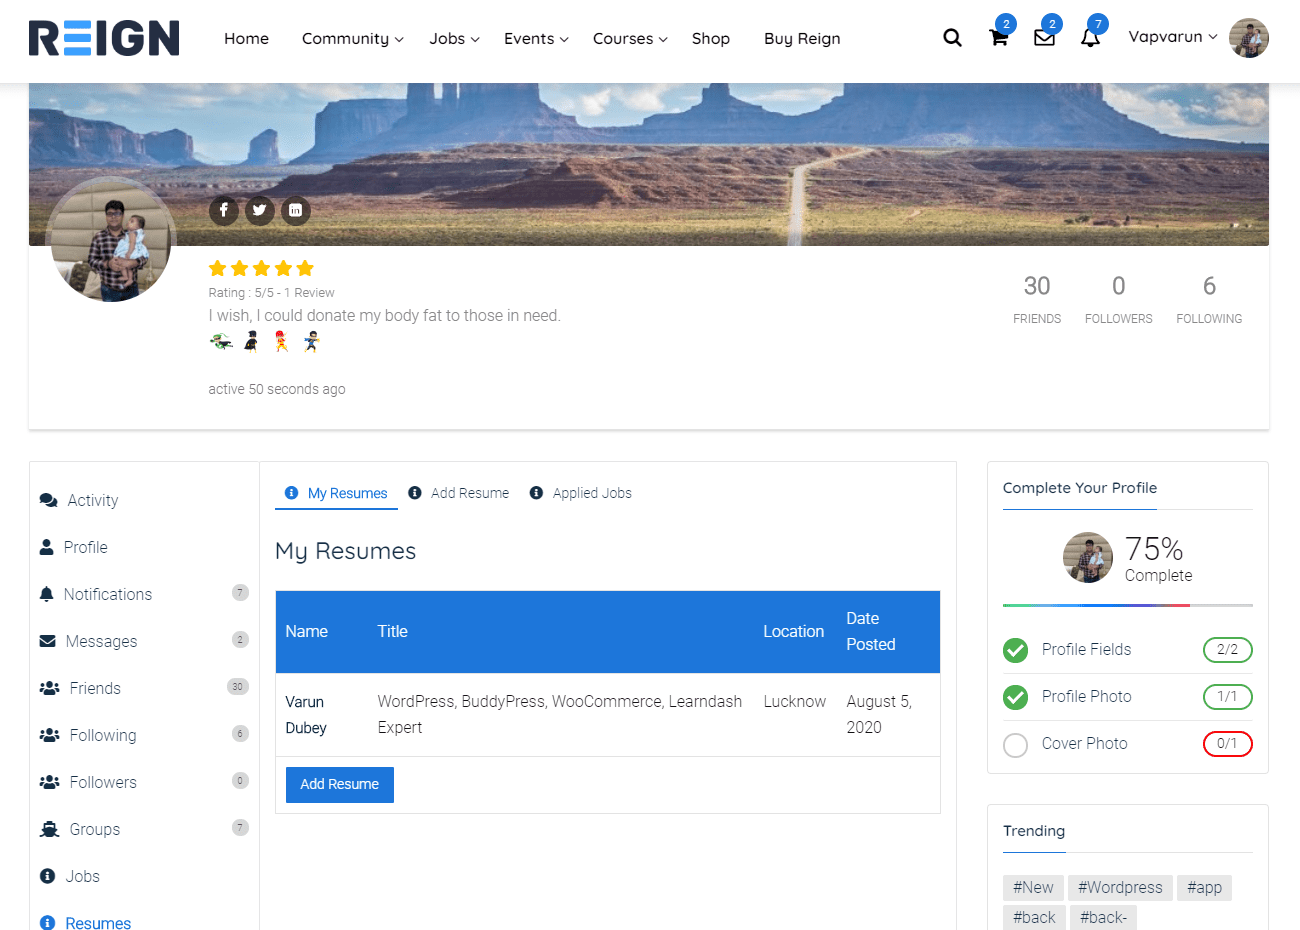 REIGN
Home Community Jobs Events Courses Shop Buy Reign
2 2 7
Vapvarun
Rating : 5/5 - 1 Review
I wish, I could donate my body fat to those in need.
active 50 seconds ago
30 0 6
FRIENDS FOLLOWERS FOLLOWING
Activity
Profile
Notifications 7
Messages 2
Friends 30
Following 6
Followers 0
Groups 7
Jobs
Resumes
My Resumes Add Resume Applied Jobs
My Resumes
Name Title Location Date Posted
Varun Dubey WordPress, BuddyPress, WooCommerce, Learndash Expert Lucknow August 5, 2020
Add Resume
Complete Your Profile
75%
Complete
Profile Fields 2/2
Profile Photo 1/1
Cover Photo 0/1
Trending
#New #Wordpress #app
#back #back-